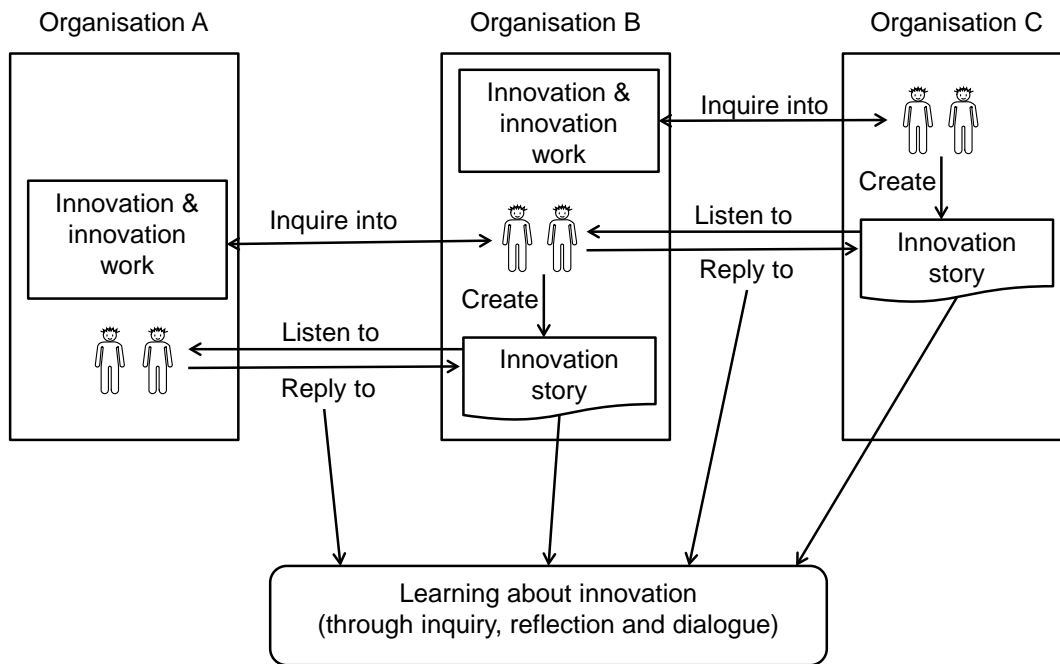 Organisation A
Organisation B
Organisation C
Innovation &
innovation
work
Inquire into
Create
Innovation &
innovation
work
Inquire into
Listen to
Innovation
story
Reply to
Create
Listen to
Innovation
story
Reply to
Learning about innovation
(through inquiry, reflection and dialogue)